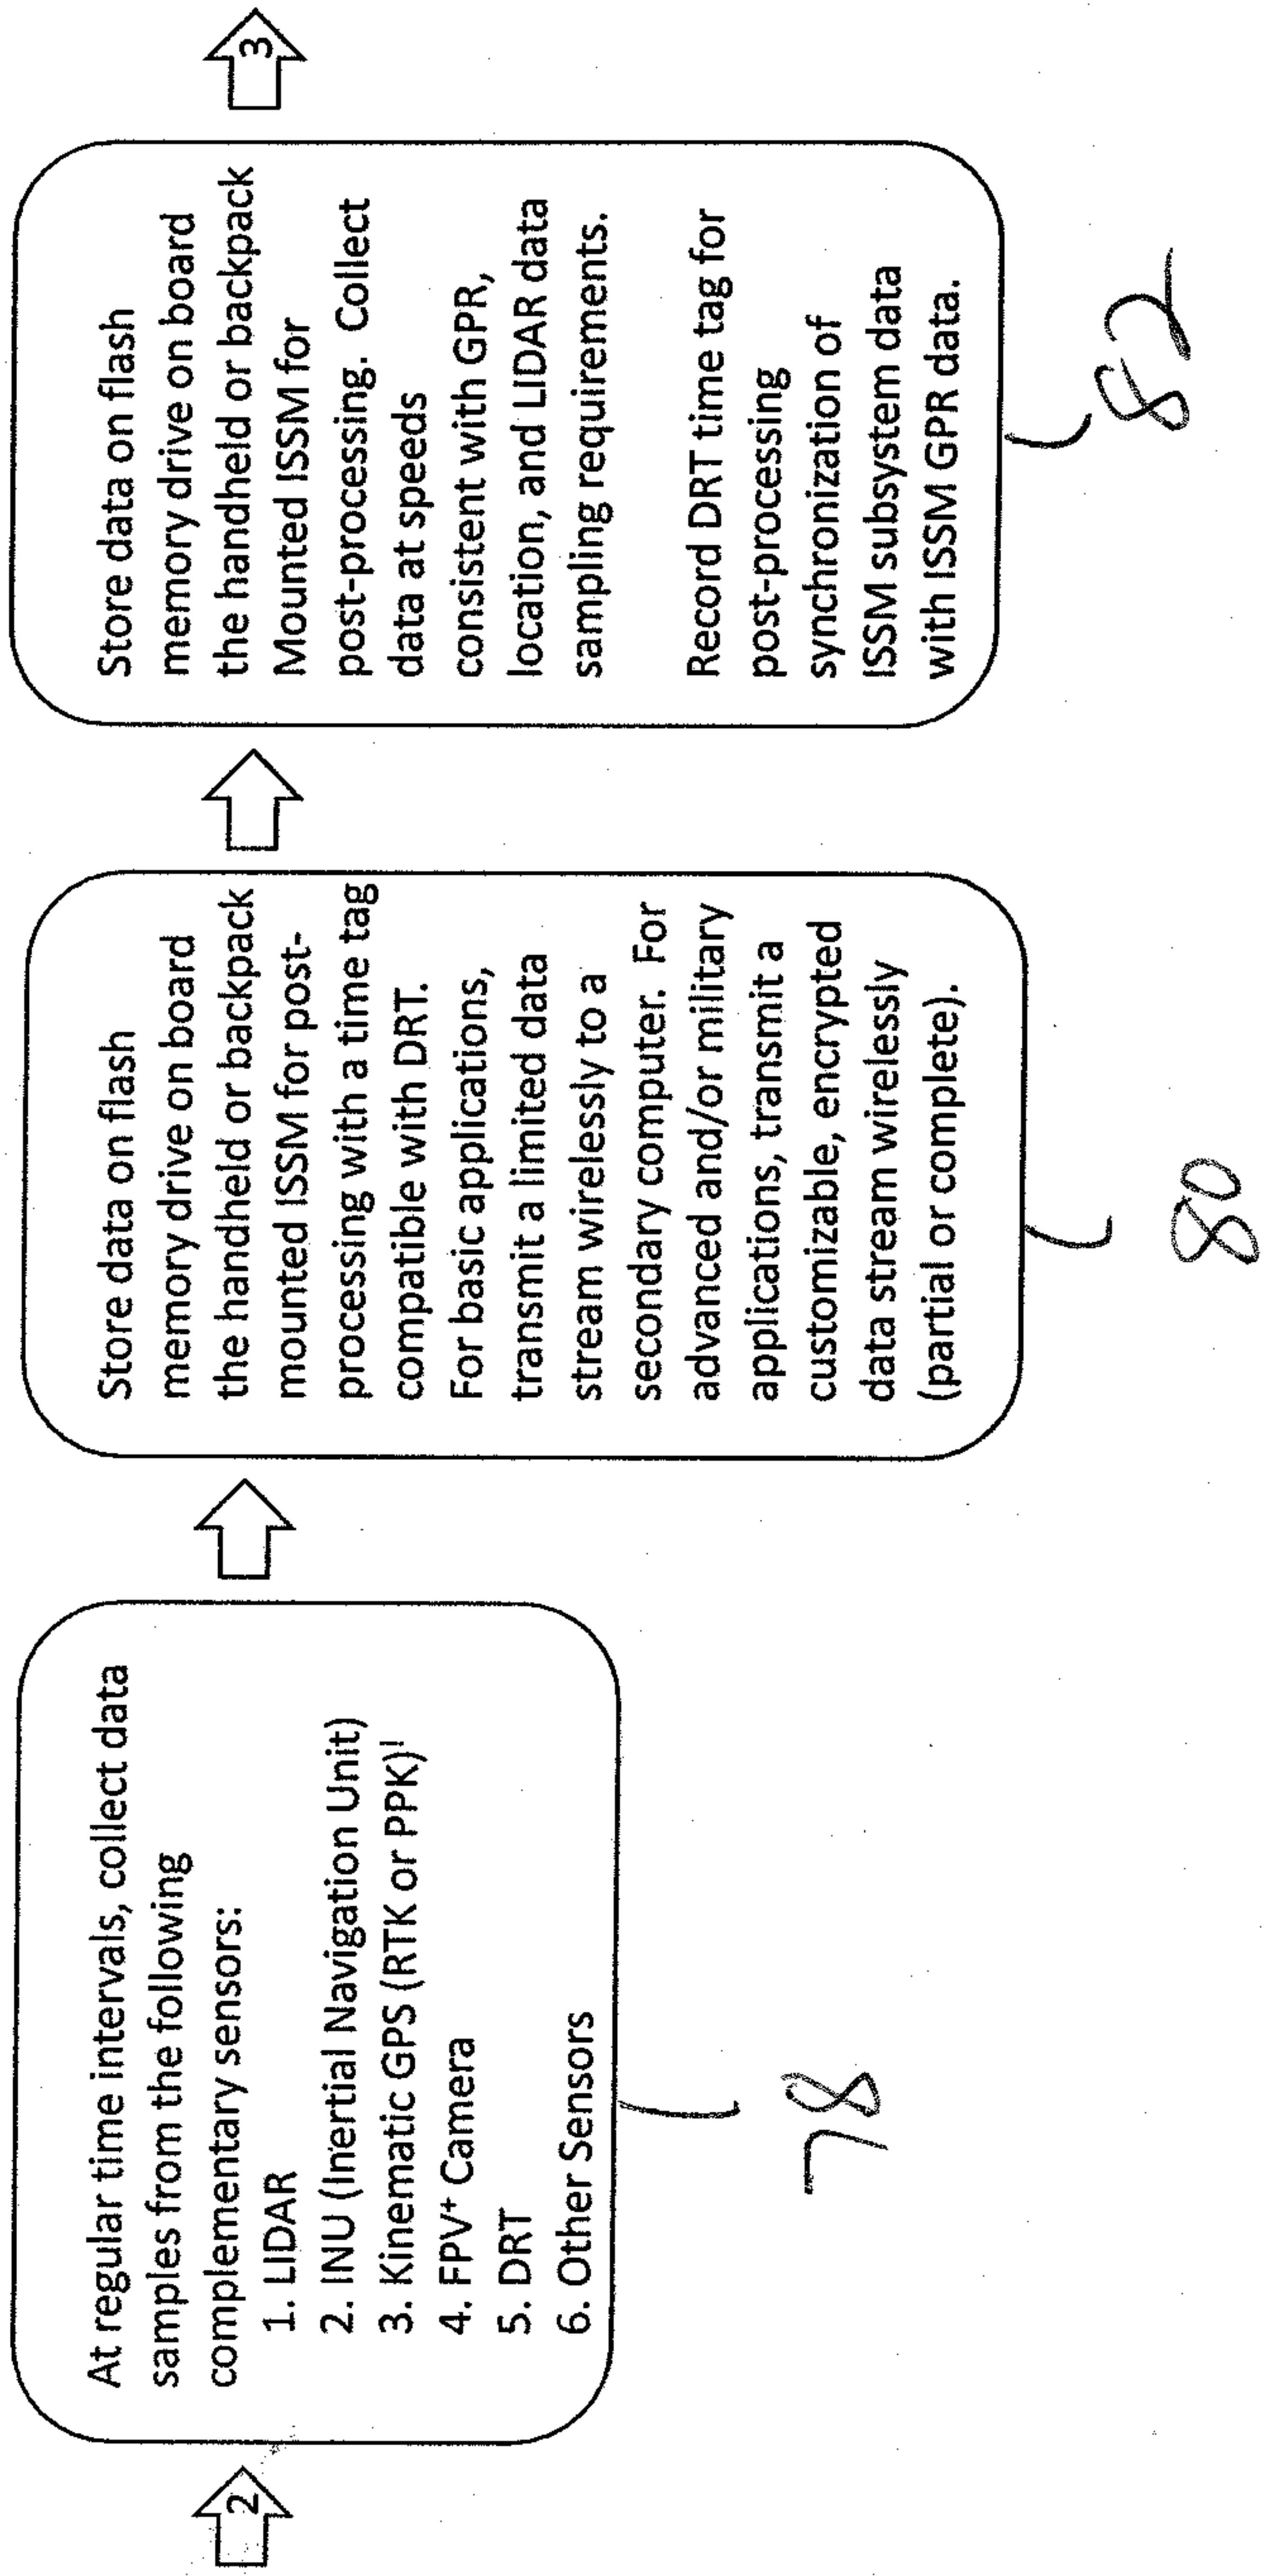 2
At regular time intervals, collect data
samples from the following
complementary sensors:
1. LIDAR
2. INU (Inertial Navigation Unit)
3. Kinematic GPS (RTK or PPK)¹
4. FPV⁺ Camera
5. DRT
6. Other Sensors
78
Store data on flash
memory drive on board
the handheld or backpack
mounted ISSM for post-
processing with a time tag
compatible with DRT.
For basic applications,
transmit a limited data
stream wirelessly to a
secondary computer. For
advanced and/or military
applications, transmit a
customizable, encrypted
data stream wirelessly
(partial or complete).
80
Store data on flash
memory drive on board
the handheld or backpack
Mounted ISSM for
post-processing. Collect
data at speeds
consistent with GPR,
location, and LIDAR data
sampling requirements.
Record DRT time tag for
post-processing
synchronization of
ISSM subsystem data
with ISSM GPR data.
82
3